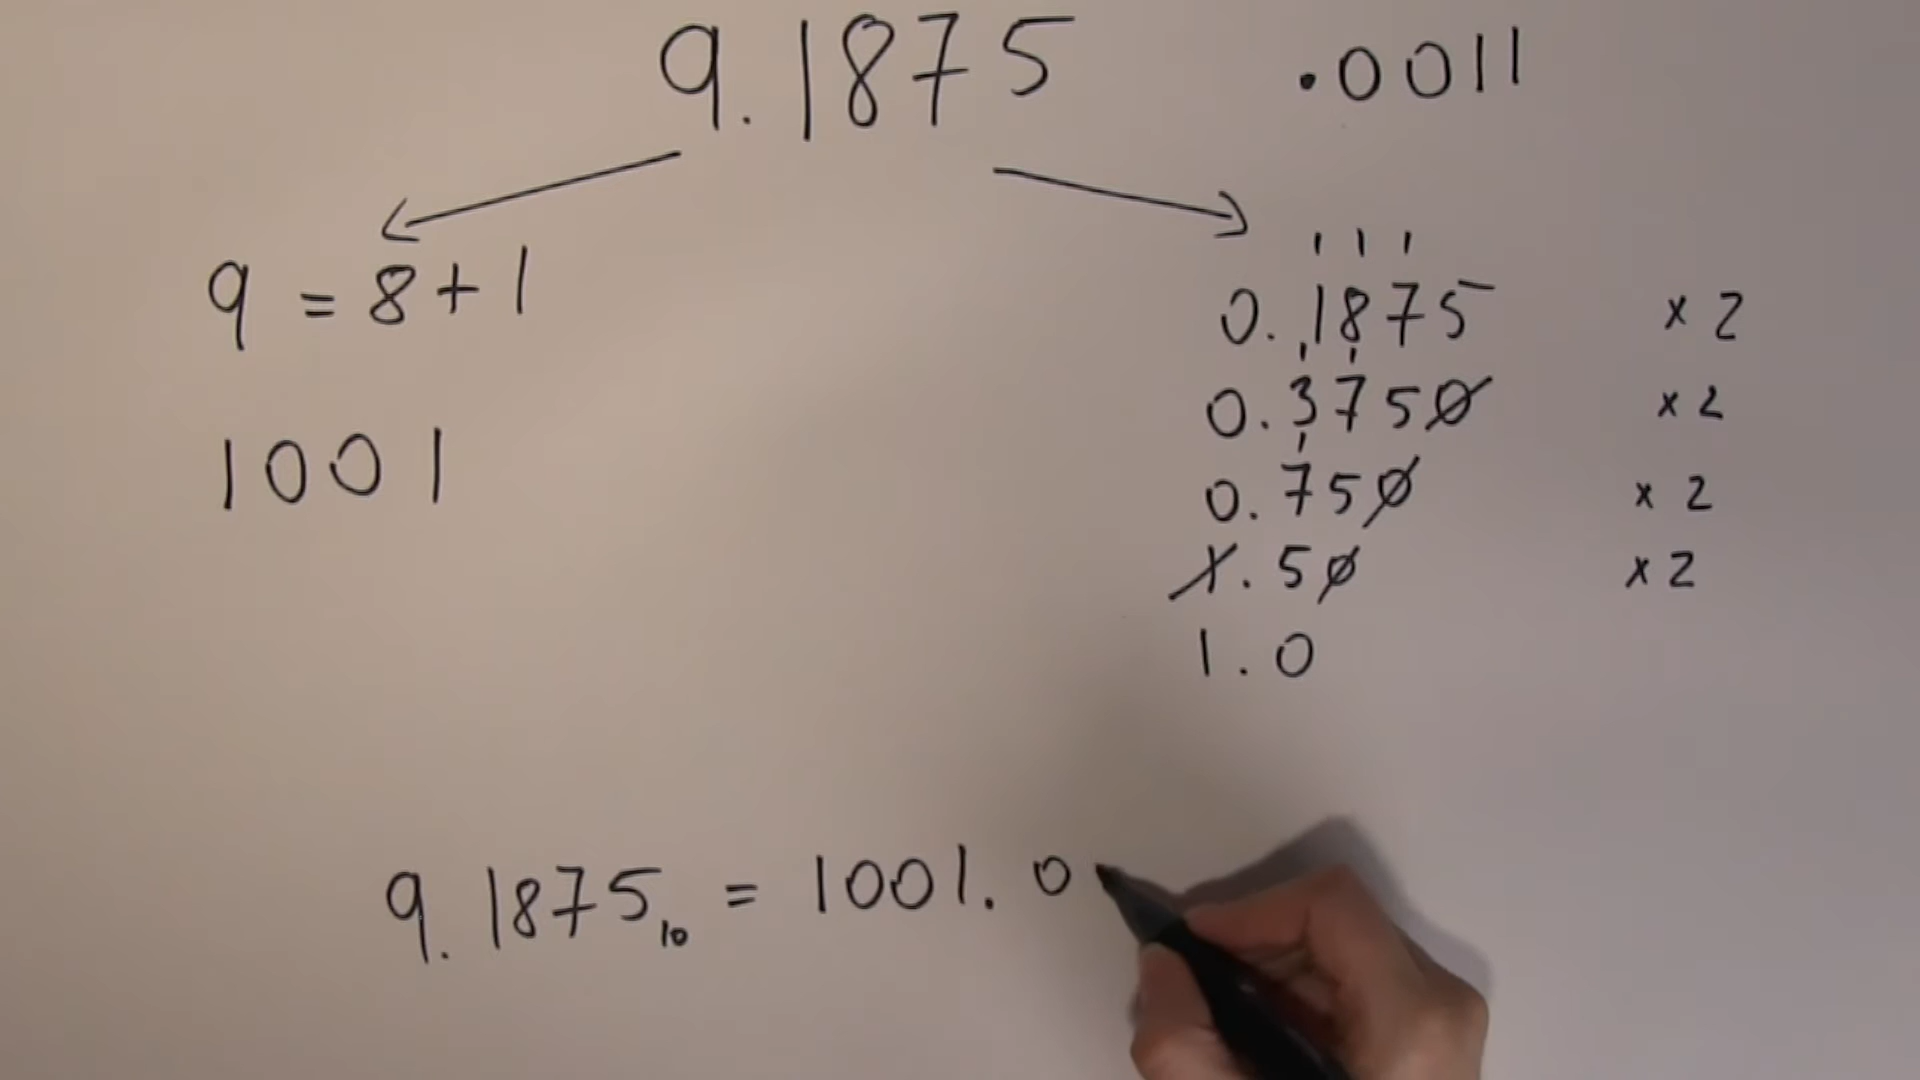 9.1875
.0011
9 = 8 + 1
1001
0.1875 x 2
0.3750 x 2
0.750 x 2
1.50 x 2
1.0
9.1875₁₀ = 1001.0